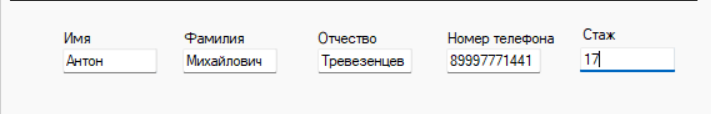 Имя Фамилия Отчество Номер телефона Стаж
Антон Михайлович Тревезенцев 89997771441 17